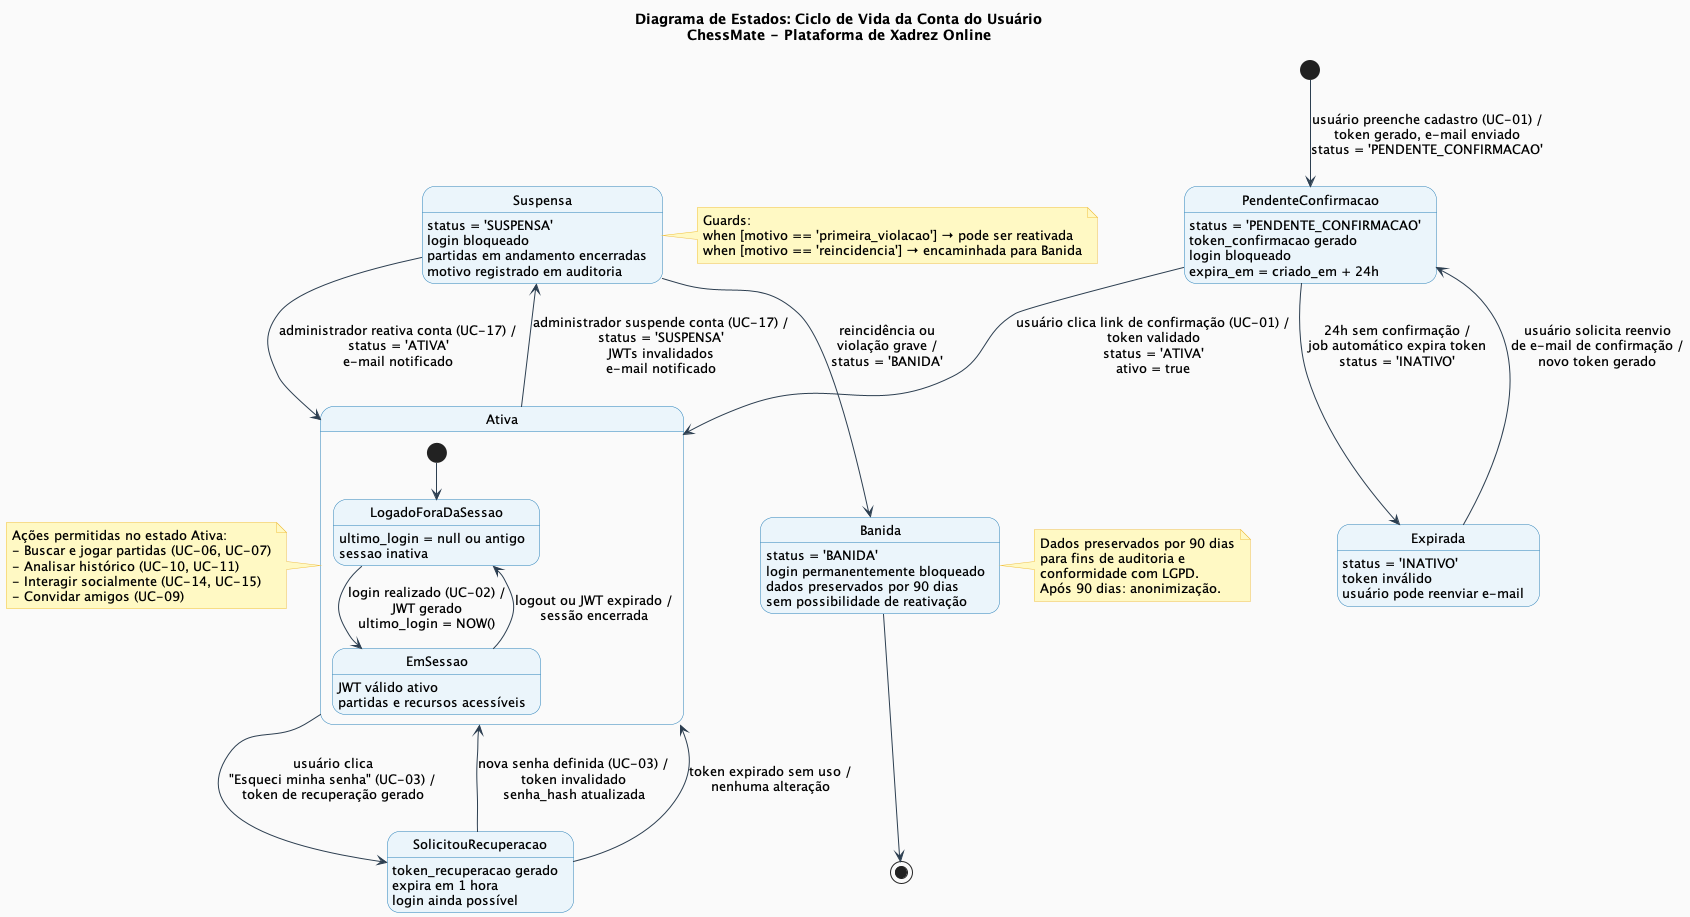 Diagrama de Estados: Ciclo de Vida da Conta do Usuário
ChessMate - Plataforma de Xadrez Online
usuário preenche cadastro (UC-01) /
token gerado, e-mail enviado
status = 'PENDENTE_CONFIRMACAO'
Suspensa
status = 'SUSPENSA'
login bloqueado
partidas em andamento encerradas
motivo registrado em auditoria
Guards:
when [motivo == 'primeira_violacao'] → pode ser reativada
when [motivo == 'reincidencia'] → encaminhada para Banida
PendenteConfirmacao
status = 'PENDENTE_CONFIRMACAO'
token_confirmacao gerado
login bloqueado
expira_em = criado_em + 24h
administrador reativa conta (UC-17) /
status = 'ATIVA'
e-mail notificado
administrador suspende conta (UC-17) /
status = 'SUSPENSA'
JWTs invalidados
e-mail notificado
reincidência ou
violação grave /
status = 'BANIDA'
usuário clica link de confirmação (UC-01) /
token validado
status = 'ATIVA'
ativo = true
24h sem confirmação /
job automático expira token
status = 'INATIVO'
usuário solicita reenvio
de e-mail de confirmação /
novo token gerado
Ativa
LogadoForaDaSessao
ultimo_login = null ou antigo
sessao inativa
login realizado (UC-02) /
JWT gerado
ultimo_login = NOW()
logout ou JWT expirado /
sessão encerrada
EmSessao
JWT válido ativo
partidas e recursos acessíveis
Ações permitidas no estado Ativa:
- Buscar e jogar partidas (UC-06, UC-07)
- Analisar histórico (UC-10, UC-11)
- Interagir socialmente (UC-14, UC-15)
- Convidar amigos (UC-09)
Banida
status = 'BANIDA'
login permanentemente bloqueado
dados preservados por 90 dias
sem possibilidade de reativação
Dados preservados por 90 dias
para fins de auditoria e
conformidade com LGPD.
Após 90 dias: anonimização.
Expirada
status = 'INATIVO'
token inválido
usuário pode reenviar e-mail
usuário clica
"Esqueci minha senha" (UC-03) /
token de recuperação gerado
nova senha definida (UC-03) /
token invalidado
senha_hash atualizada
token expirado sem uso /
nenhuma alteração
SolicitouRecuperacao
token_recuperacao gerado
expira em 1 hora
login ainda possível